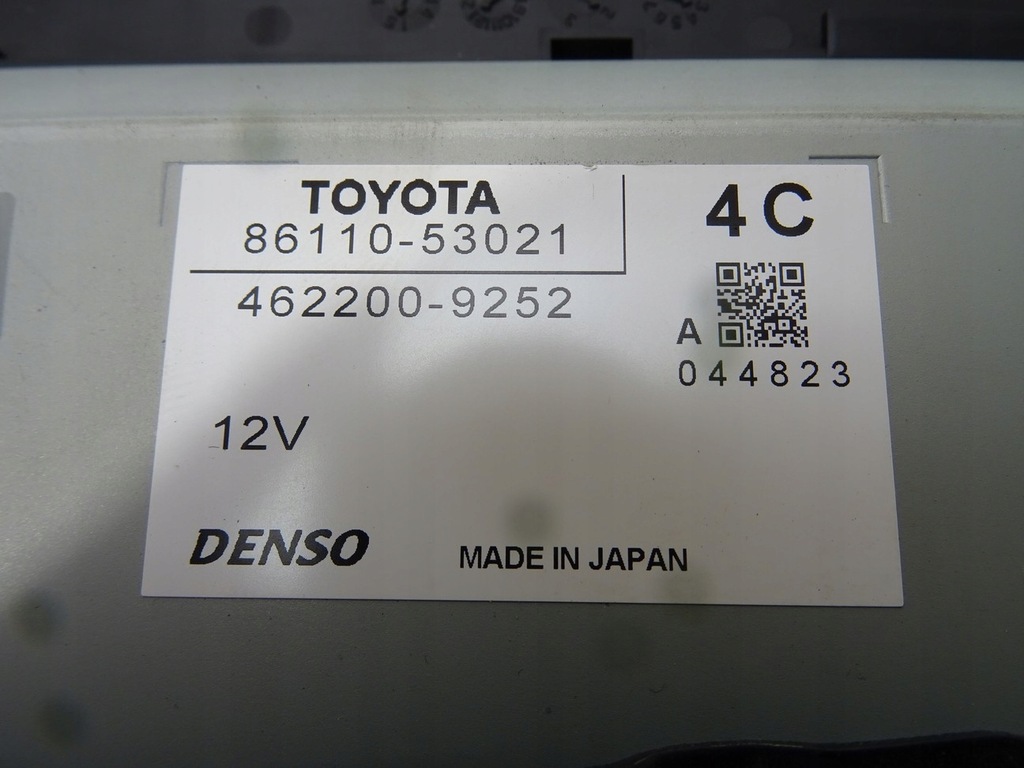 TOYOTA
86110-53021
462200-9252
4C
A
044823
12V
DENSO
MADE IN JAPAN